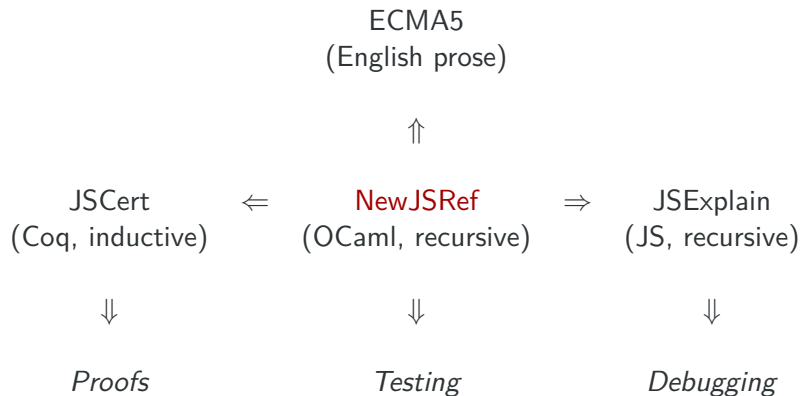 ECMA5
(English prose)
⇑
JSCert ⇐ NewJSRef ⇒ JSExplain
(Coq, inductive) (OCaml, recursive) (JS, recursive)
⇓ ⇓ ⇓
Proofs Testing Debugging